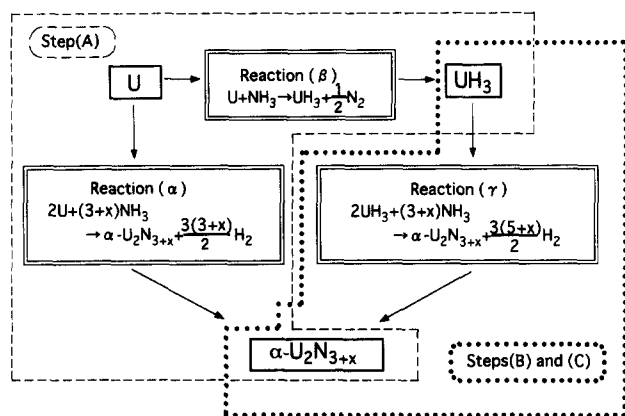 Step(A)
U
Reaction (β)
U+NH₃→UH₃+1/2N₂
UH₃
Reaction (α)
2U+(3+x)NH₃
→α-U₂N₃₊ₓ+3(3+x)/2H₂
Reaction (γ)
2UH₃+(3+x)NH₃
→α-U₂N₃₊ₓ+3(5+x)/2H₂
α-U₂N₃₊ₓ
Steps(B) and (C)